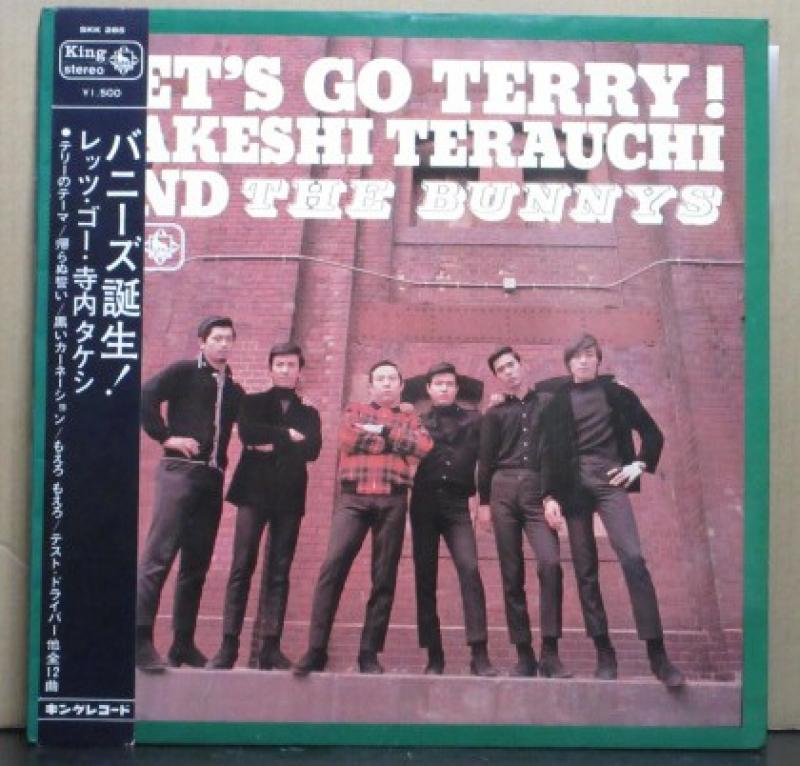 SKK 285
King
stereo
¥1,500
バニーズ誕生!
レッツ・ゴー・寺内タケシ
●テリーのテーマ/帰らぬ誓い/黒いカーネーション/もえろ もえろ/テスト・ドライバー 他全12曲
キングレコード
ET'S GO TERRY!
AKESHI TERAUCHI
ND THE BUNNYS